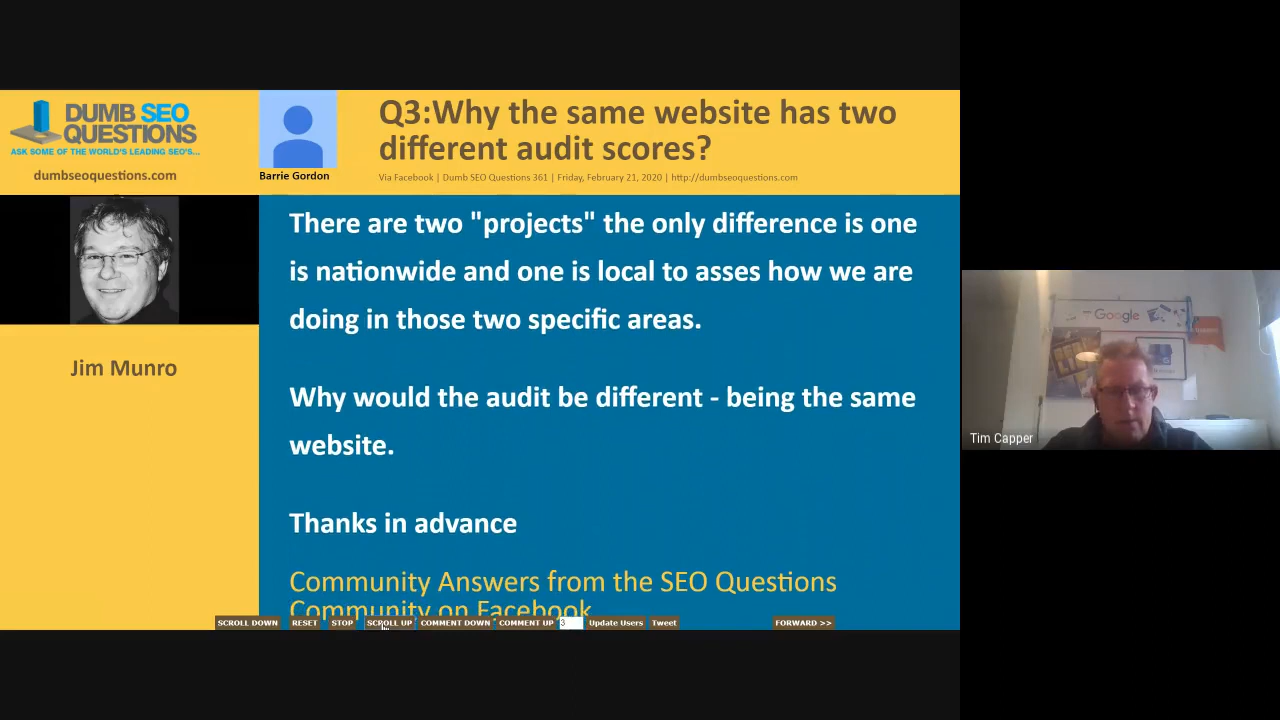 DUMB SEO
QUESTIONS
ASK SOME OF THE WORLD'S LEADING SEO'S...
dumbseoquestions.com
Barrie Gordon
Q3:Why the same website has two
different audit scores?
Via Facebook | Dumb SEO Questions 361 | Friday, February 21, 2020 | http://dumbseoquestions.com
Jim Munro
There are two "projects" the only difference is one
is nationwide and one is local to asses how we are
doing in those two specific areas.
Why would the audit be different - being the same
website.
Thanks in advance
Community Answers from the SEO Questions
Community on Facebook
SCROLL DOWN RESET STOP SCROLL UP COMMENT DOWN COMMENT UP 3 Update Users Tweet FORWARD >>
Google
Tim Capper